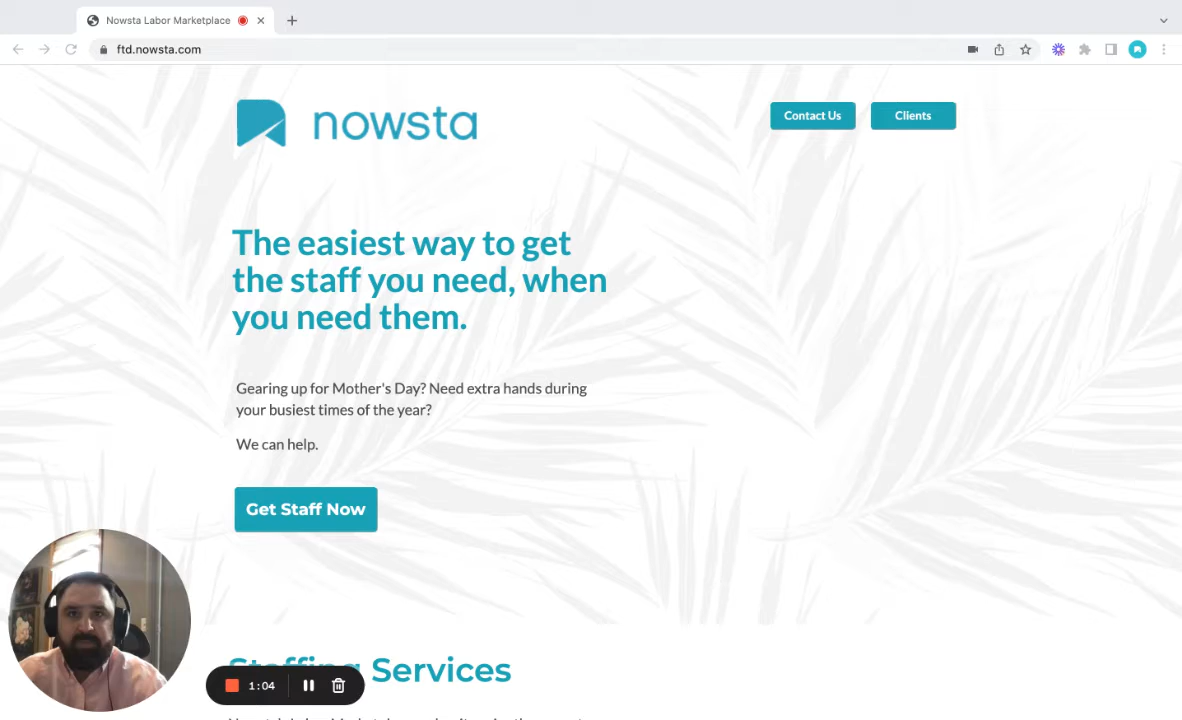 Nowsta Labor Marketplace
ftd.nowsta.com
nowsta
Contact Us
Clients
The easiest way to get
the staff you need, when
you need them.
Gearing up for Mother's Day? Need extra hands during
your busiest times of the year?
We can help.
Get Staff Now
Staffing Services
1:04